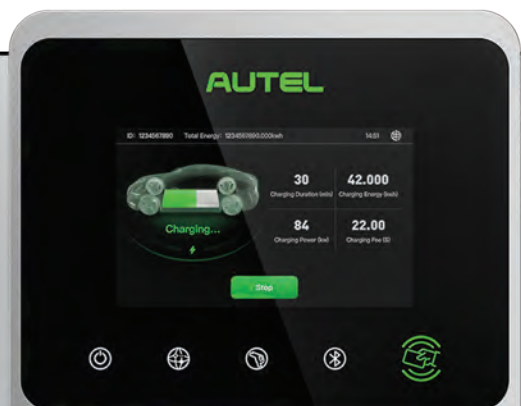 AUTEL
ID: 1234567890 Total Energy: 1234567890.000kwh 14:51
30 42.000
Charging Duration (min) Charging Energy (kwh)
Charging...
84 22.00
Charging Power (kw) Charging Fee ($)
Stop